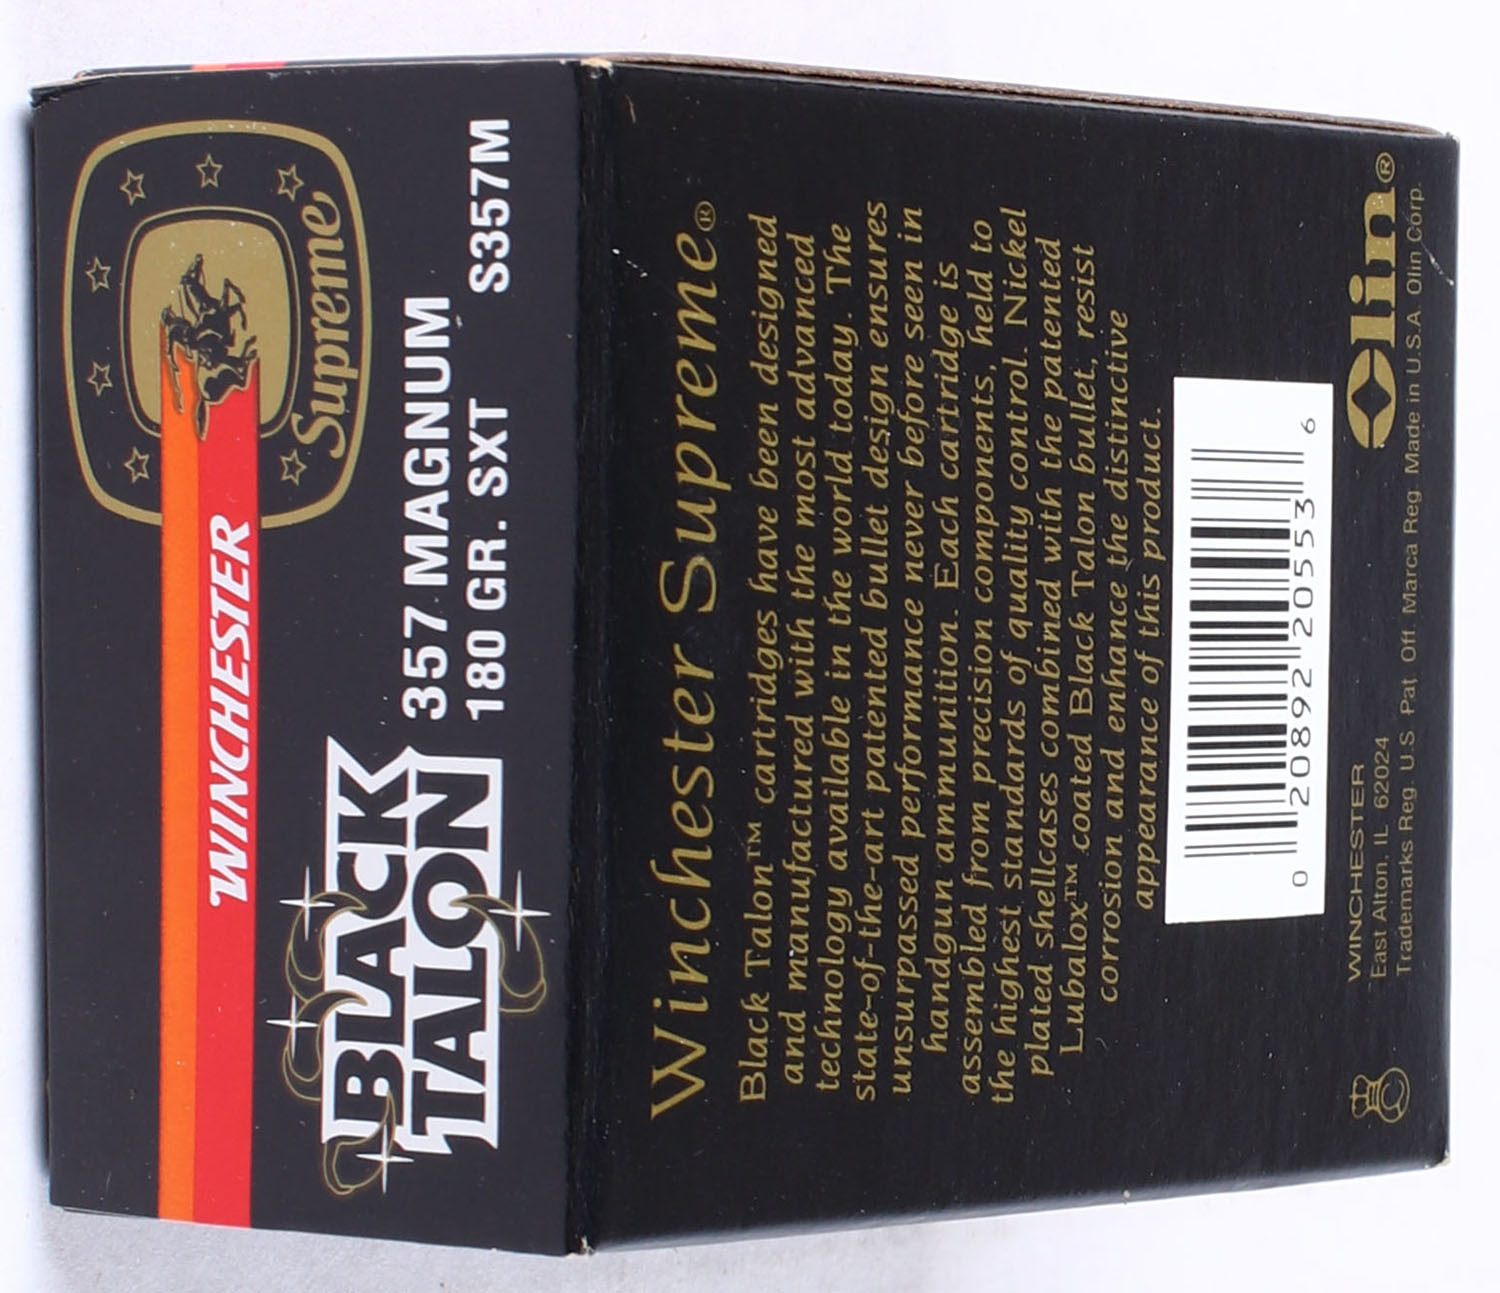 Supreme
WINCHESTER
BLACK
TALON
357 MAGNUM
180 GR. SXT S357M
Winchester Supreme®
Black Talon™ cartridges have been designed
and manufactured with the most advanced
technology available in the world today. The
state-of-the-art patented bullet design ensures
unsurpassed performance never before seen in
handgun ammunition. Each cartridge is
assembled from precision components, held to
the highest standards of quality control. Nickel
plated shellcases combined with the patented
Lubalox™ coated Black Talon bullet, resist
corrosion and enhance the distinctive
appearance of this product.
0 20892 20553 6
WINCHESTER
East Alton, IL 62024
Trademarks Reg. U.S. Pat. Off. Marca Reg. Made in U.S.A. Olin Corp.
Olin®